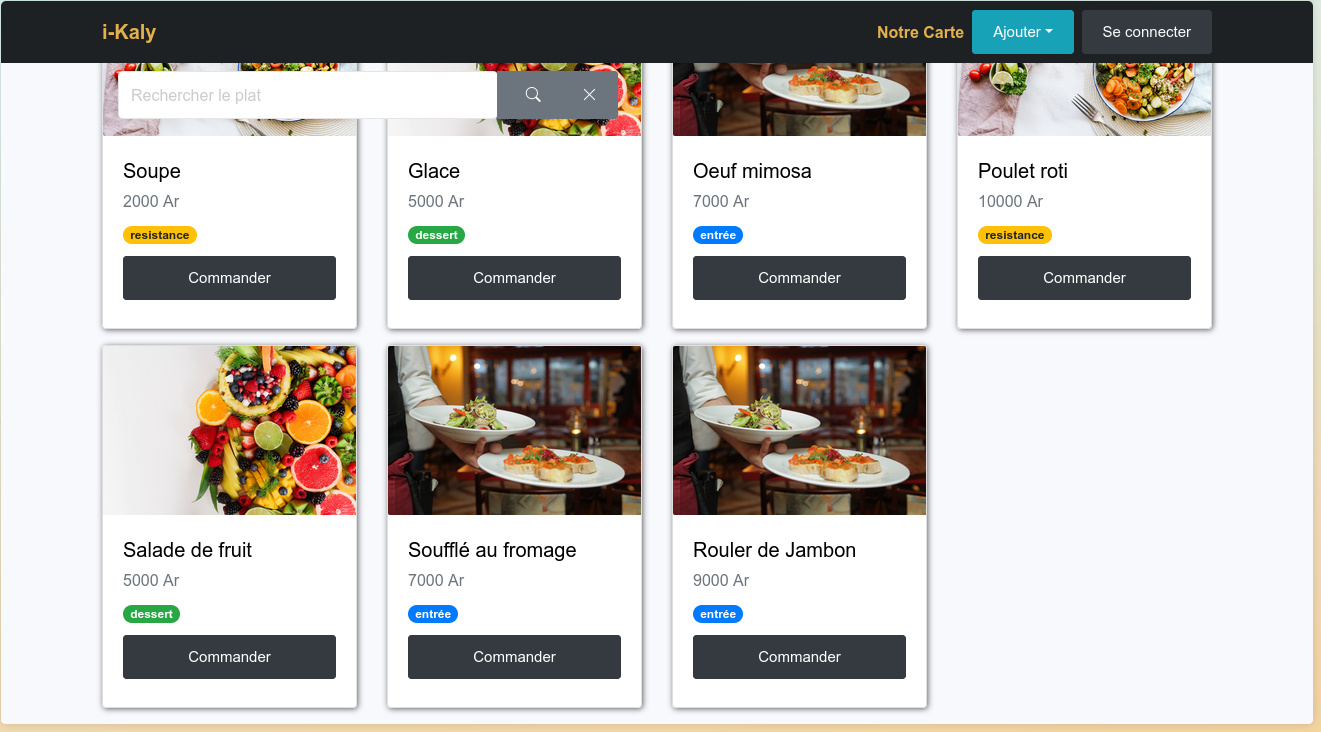 i-Kaly
Notre Carte
Ajouter
Se connecter
Rechercher le plat
Soupe
2000 Ar
resistance
Commander
Glace
5000 Ar
dessert
Commander
Oeuf mimosa
7000 Ar
entrée
Commander
Poulet roti
10000 Ar
resistance
Commander
Salade de fruit
5000 Ar
dessert
Commander
Soufflé au fromage
7000 Ar
entrée
Commander
Rouler de Jambon
9000 Ar
entrée
Commander